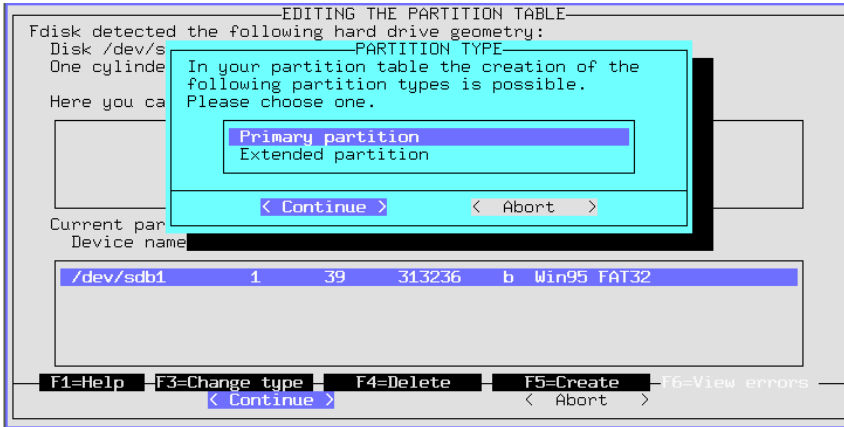 EDITING THE PARTITION TABLE
Fdisk detected the following hard drive geometry:
Disk /dev/s
PARTITION TYPE
One cylinde
In your partition table the creation of the
following partition types is possible.
Here you ca
Please choose one.
Primary partition
Extended partition
< Continue > < Abort >
Current par
Device name
/dev/sdb1 1 39 313236 b Win95 FAT32
F1=Help F3=Change type F4=Delete F5=Create F6=View errors
< Continue > < Abort >